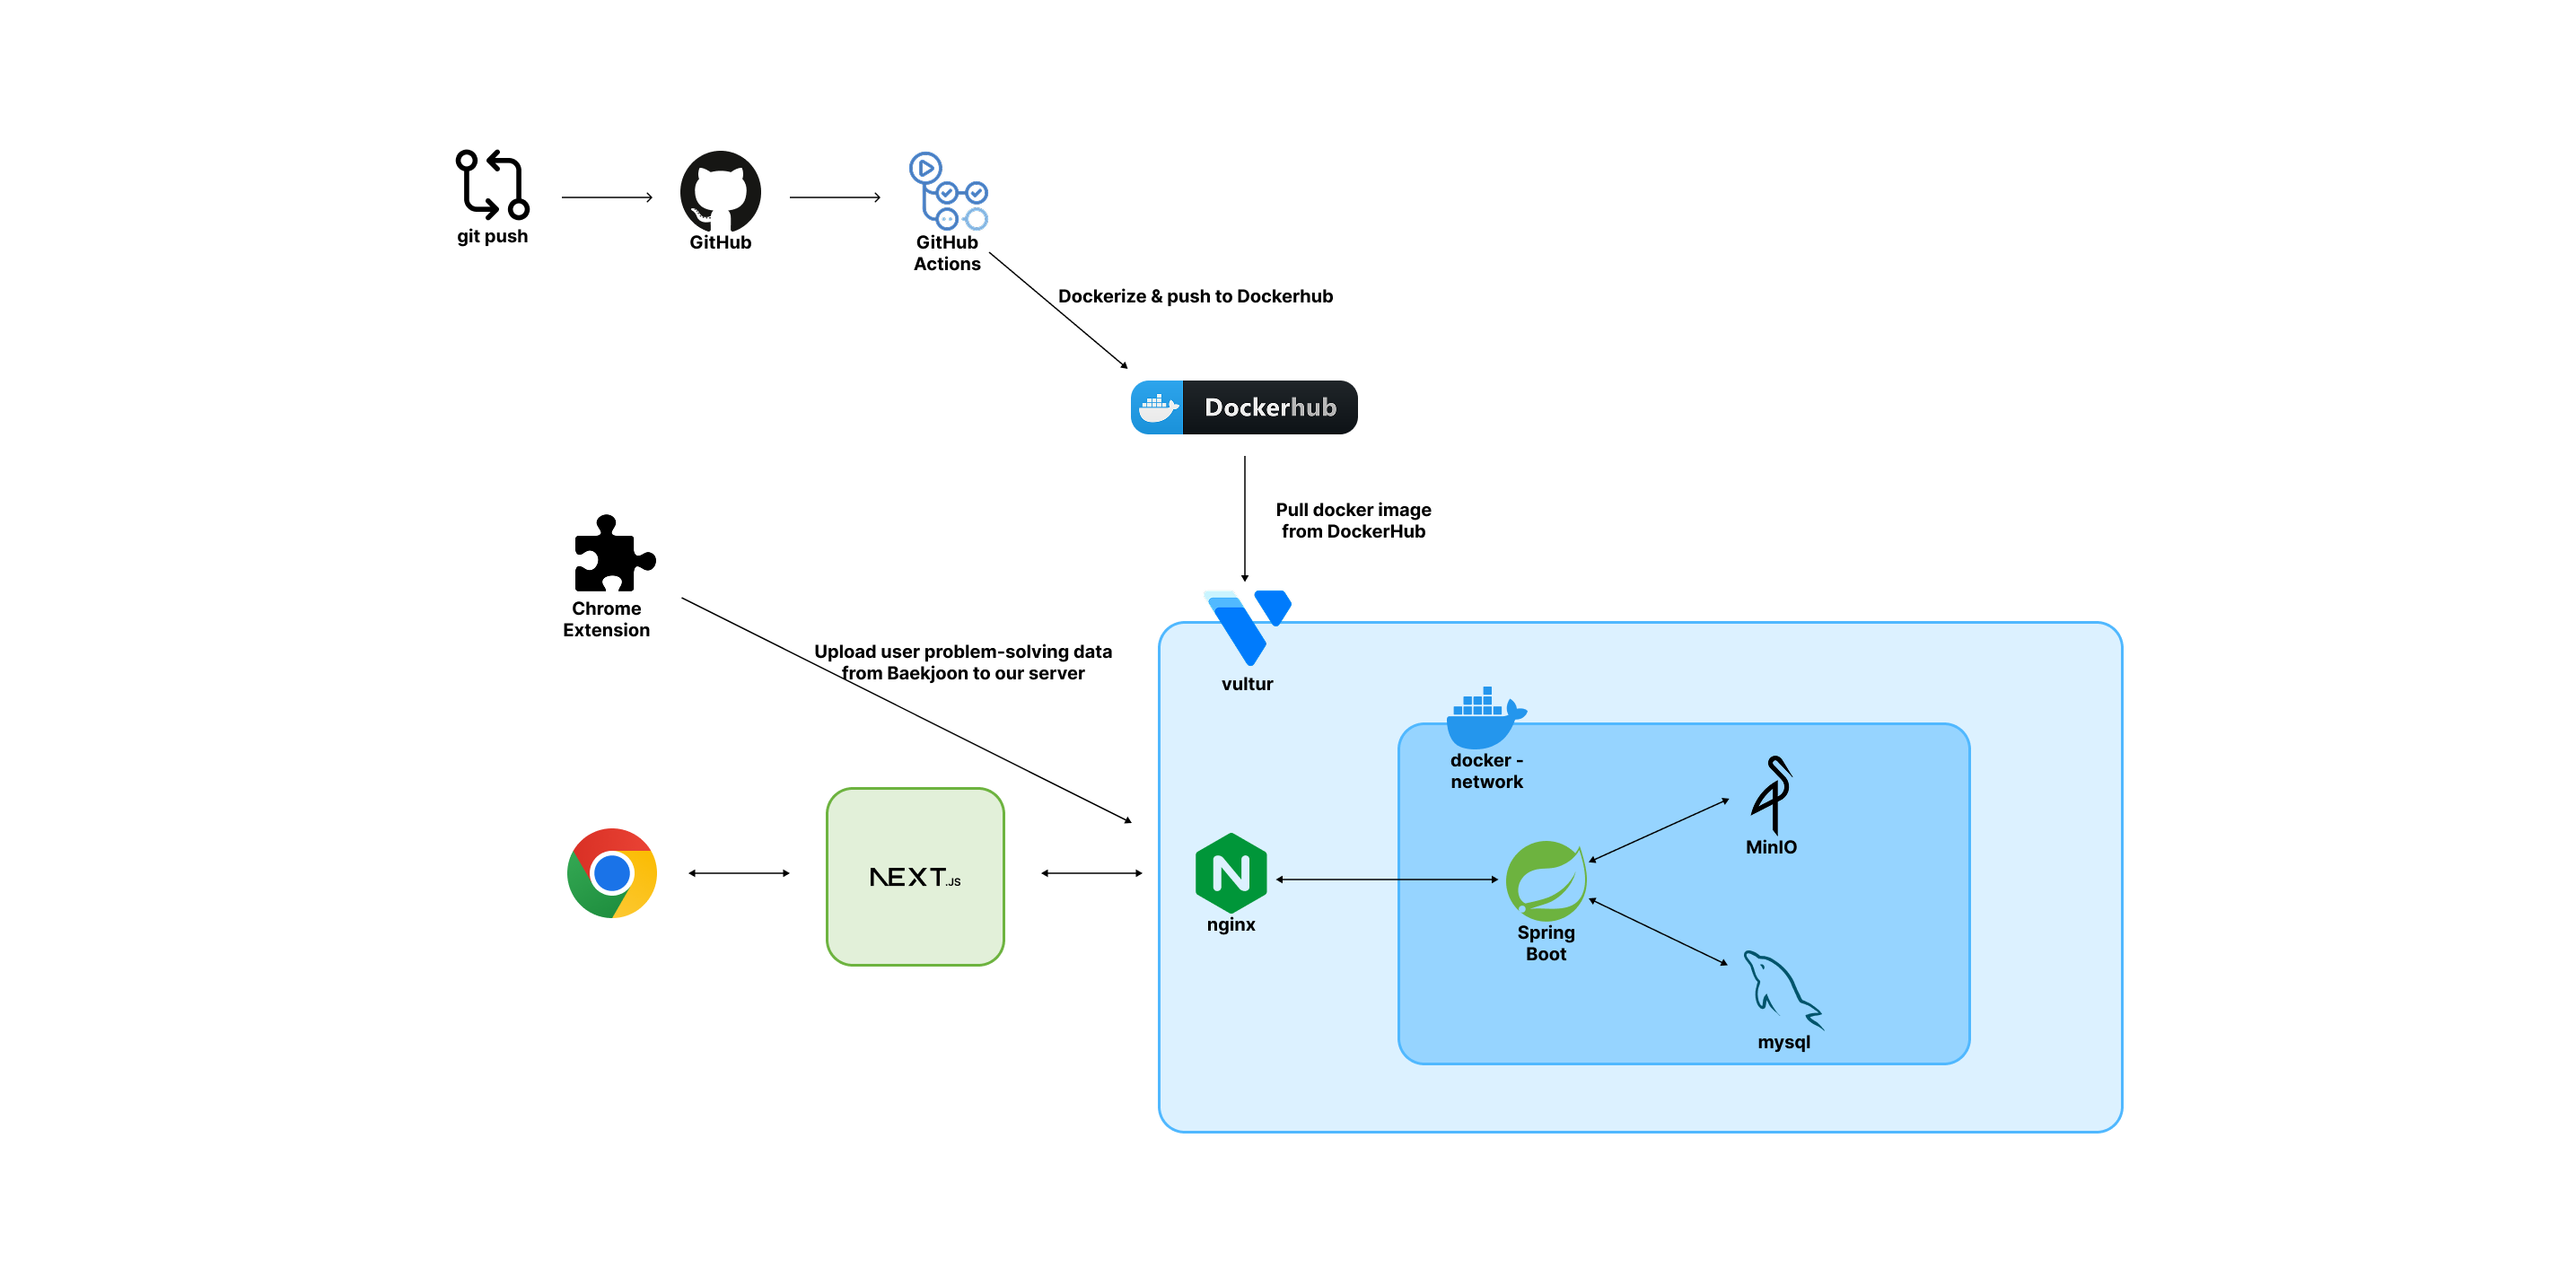 git push
GitHub
GitHub
Actions
Dockerize & push to Dockerhub
Dockerhub
Pull docker image
from DockerHub
Chrome
Extension
Upload user problem-solving data
from Baekjoon to our server
vultur
docker -
network
MinIO
NEXT.JS
N
nginx
Spring
Boot
mysql